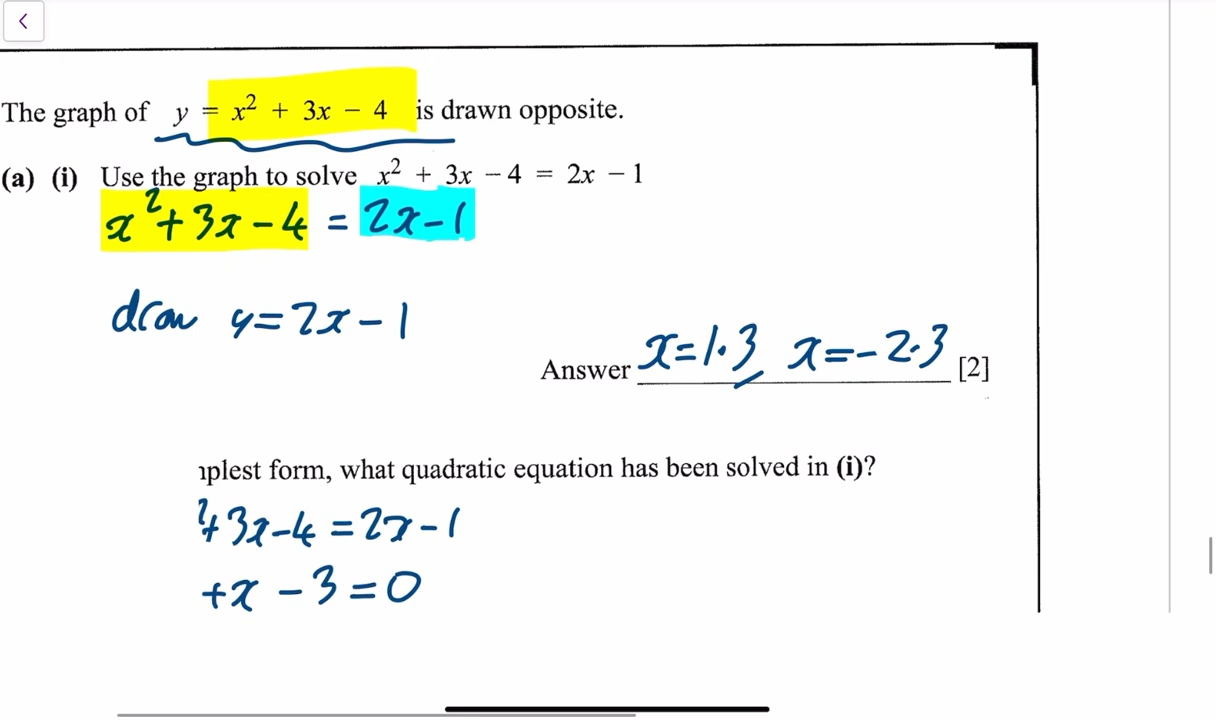 The graph of y = x² + 3x − 4 is drawn opposite.
(a) (i) Use the graph to solve x² + 3x − 4 = 2x − 1
x² + 3x − 4 = 2x − 1
draw y = 2x − 1
Answer x = 1.3, x = −2.3 [2]
plest form, what quadratic equation has been solved in (i)?
² + 3x − 4 = 2x − 1
+ x − 3 = 0